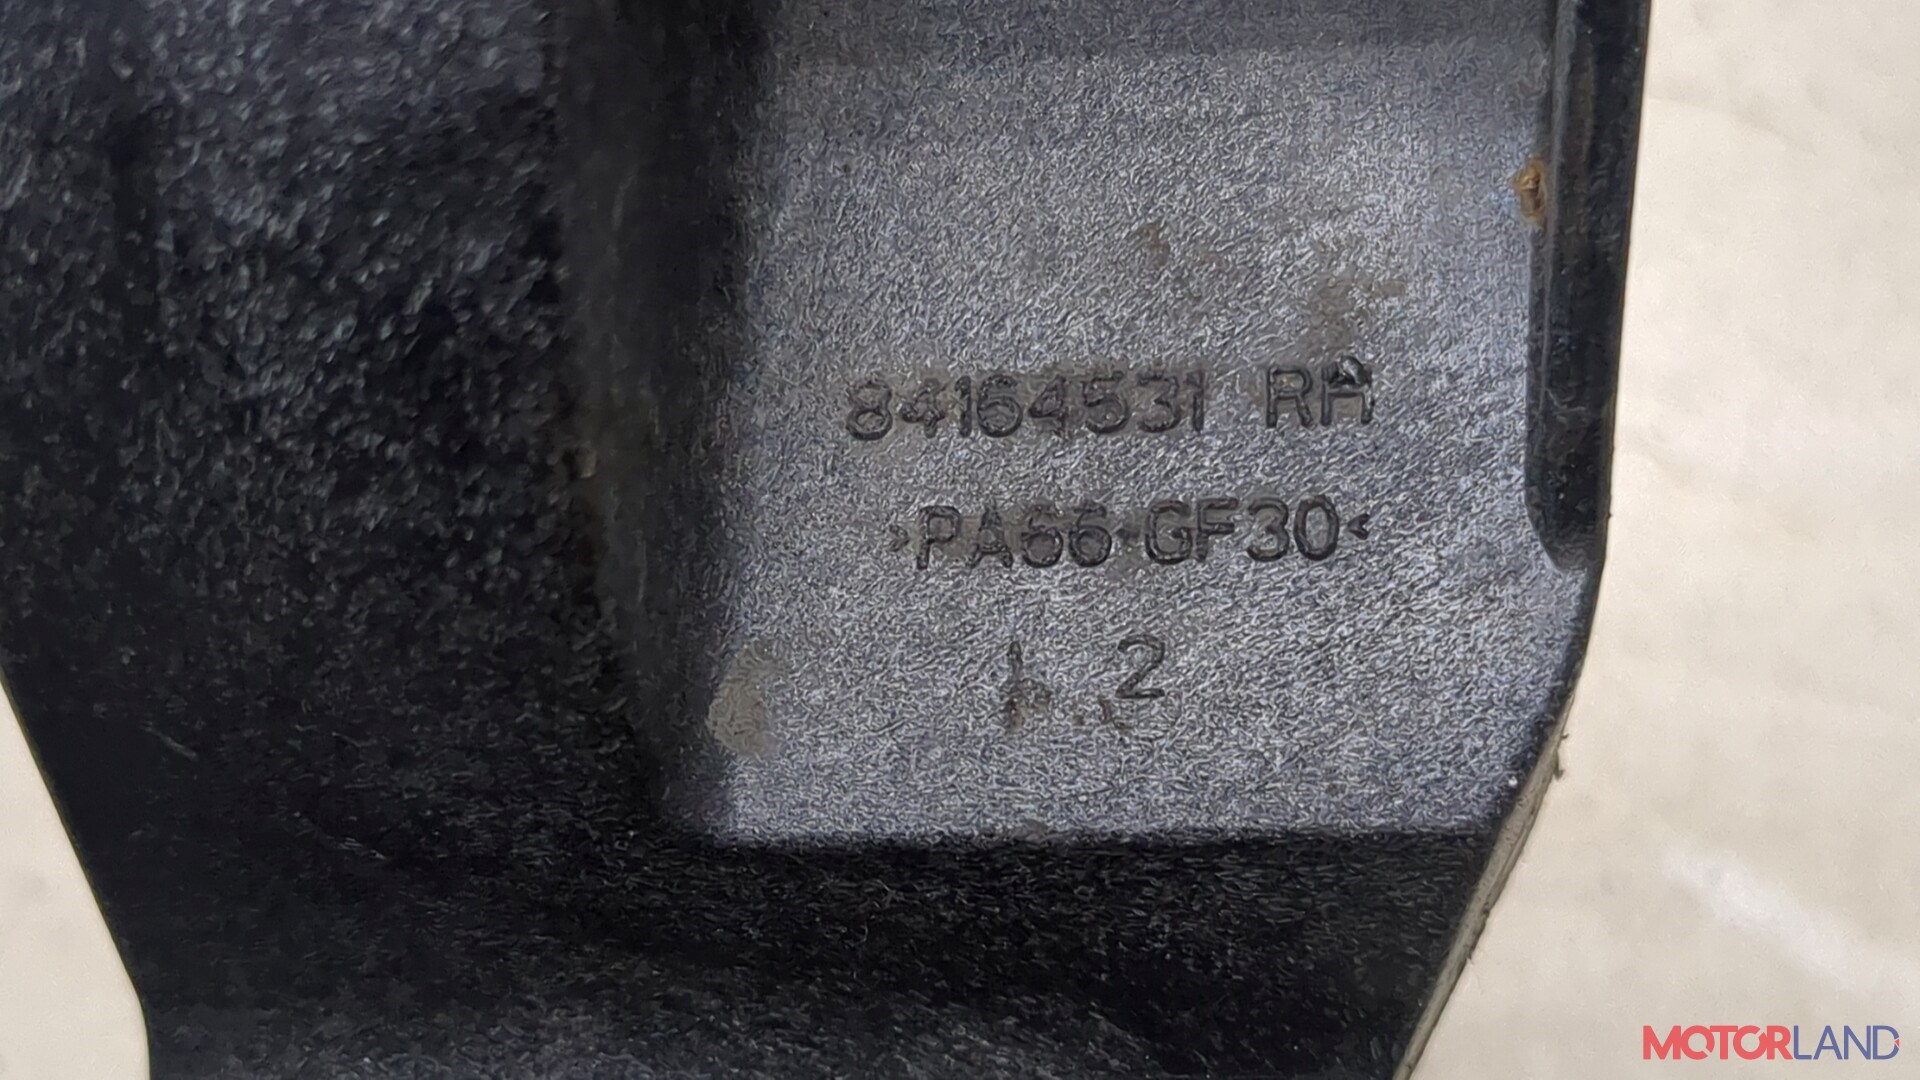 84164531 RH
>PA66-GF30<
2
MOTORLAND